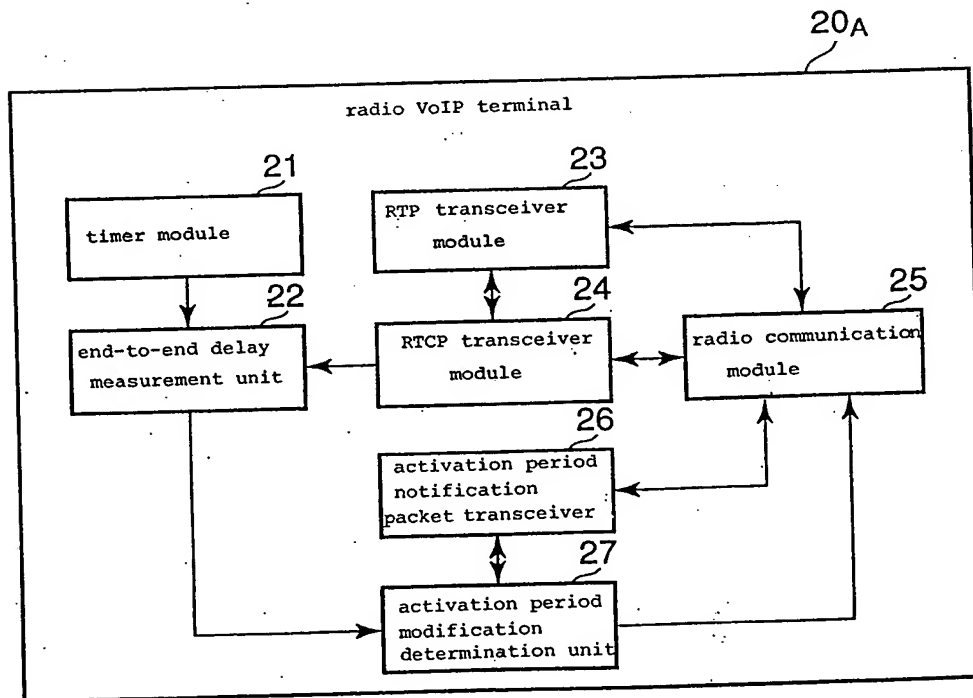 20A
radio VoIP terminal
21
timer module
23
RTP transceiver
module
22
end-to-end delay
measurement unit
24
RTCP transceiver
module
25
radio communication
module
26
activation period
notification
packet transceiver
27
activation period
modification
determination unit